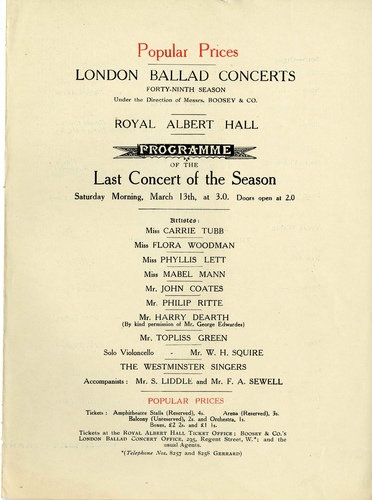 Popular Prices
LONDON BALLAD CONCERTS
FORTY-NINTH SEASON
Under the Direction of Messrs. BOOSEY & CO.
ROYAL ALBERT HALL
PROGRAMME
OF THE
Last Concert of the Season
Saturday Morning, March 13th, at 3.0. Doors open at 2.0
Artistes:
Miss CARRIE TUBB
Miss FLORA WOODMAN
Miss PHYLLIS LETT
Miss MABEL MANN
Mr. JOHN COATES
Mr. PHILIP RITTE
Mr. HARRY DEARTH
(By kind permission of Mr. George Edwardes)
Mr. TOPLISS GREEN
Solo Violoncello - Mr. W. H. SQUIRE
THE WESTMINSTER SINGERS
Accompanists : Mr. S. LIDDLE and Mr. F. A. SEWELL
POPULAR PRICES
Tickets : Amphitheatre Stalls (Reserved), 4s. Arena (Reserved), 3s.
Balcony (Unreserved), 2s. and Orchestra, 1s.
Boxes, £2 2s. and £1 1s.
Tickets at the ROYAL ALBERT HALL TICKET OFFICE ; BOOSEY & CO.'S
LONDON BALLAD CONCERT OFFICE, 295, Regent Street, W.*; and the
usual Agents.
*(Telephone Nos. 8257 and 8258 GERRARD)